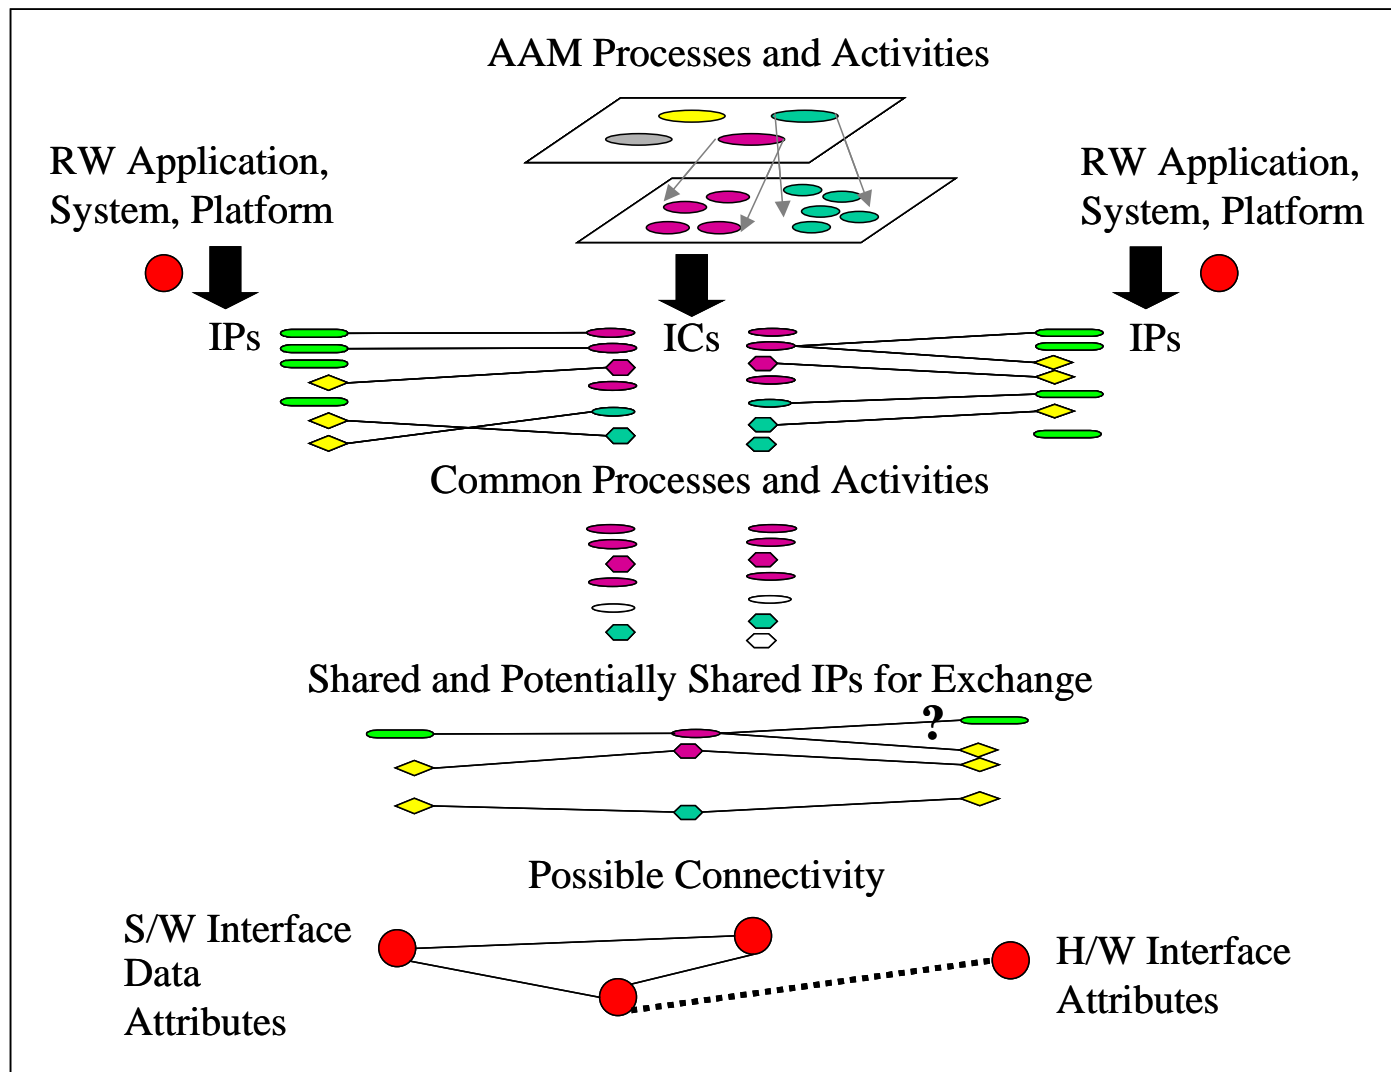 AAM Processes and Activities
RW Application,
System, Platform
RW Application,
System, Platform
IPs
ICs
IPs
Common Processes and Activities
Shared and Potentially Shared IPs for Exchange
?
Possible Connectivity
S/W Interface
Data
Attributes
H/W Interface
Attributes